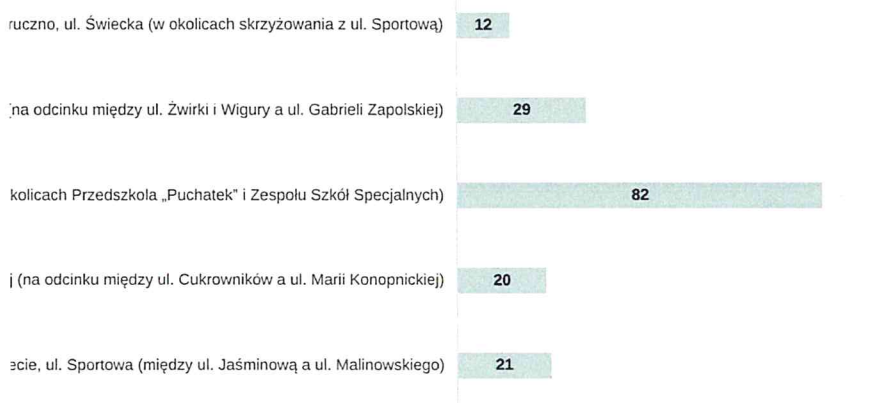 ruczno, ul. Świecka (w okolicach skrzyżowania z ul. Sportową) 12
(na odcinku między ul. Żwirki i Wigury a ul. Gabrieli Zapolskiej) 29
kolicach Przedszkola „Puchatek” i Zespołu Szkół Specjalnych) 82
j (na odcinku między ul. Cukrowników a ul. Marii Konopnickiej) 20
ecie, ul. Sportowa (między ul. Jaśminową a ul. Malinowskiego) 21